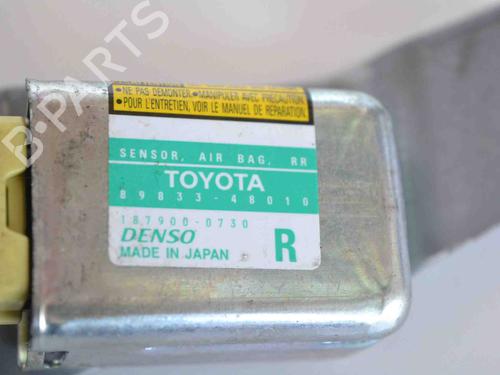 B-PARTS
•NE PAS DEMONTER. •MANIPULER AVEC PRECAUTION.
•POUR L'ENTRETIEN, VOIR LE MANUEL DE REPARATION.
SENSOR, AIR BAG, RR
TOYOTA
89833-48010
187900-0730
DENSO
MADE IN JAPAN
R